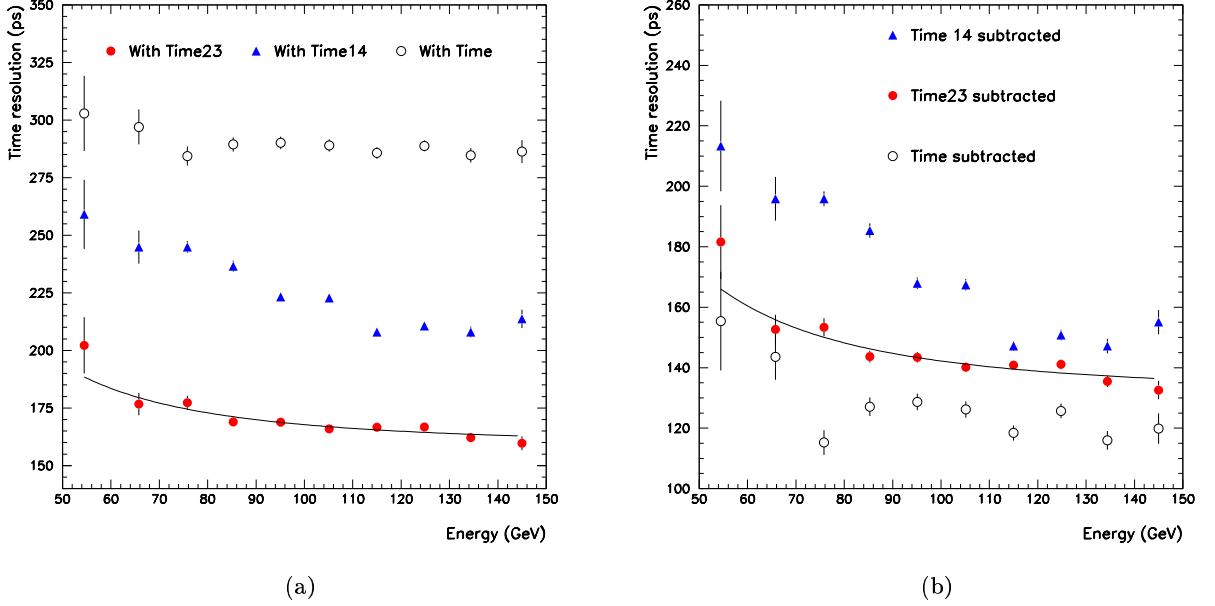 Time resolution (ps)
350
325
300
275
250
225
200
175
150
With Time23
With Time14
With Time
50 60 70 80 90 100 110 120 130 140 150
Energy (GeV)
(a)
Time resolution (ps)
260
240
220
200
180
160
140
120
100
Time 14 subtracted
Time23 subtracted
Time subtracted
50 60 70 80 90 100 110 120 130 140 150
Energy (GeV)
(b)